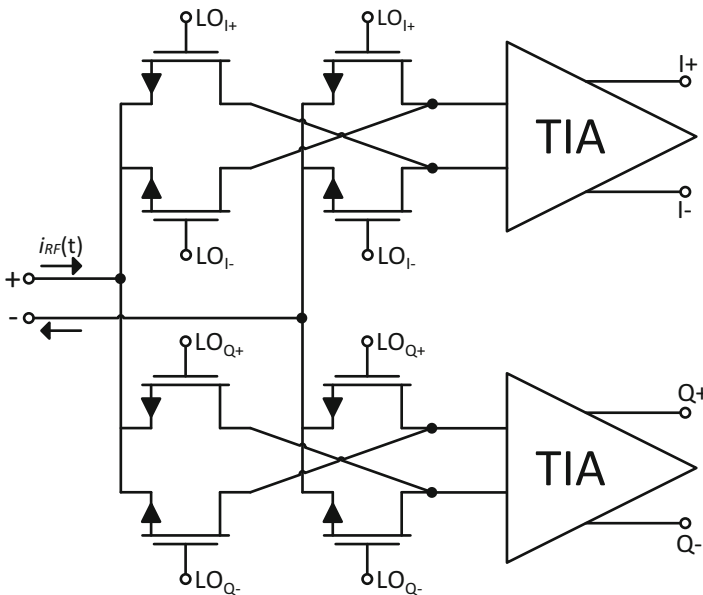 LO_I+ LO_I+
I+
TIA
I-
LO_I- LO_I-
i_RF(t)
+
-
LO_Q+ LO_Q+
Q+
TIA
Q-
LO_Q- LO_Q-